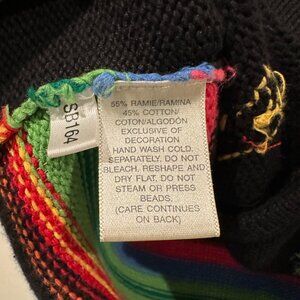 SB164
55% RAMIE/RAMINA
45% COTTON/
COTON/ALGODÓN
EXCLUSIVE OF
DECORATION
HAND WASH COLD.
SEPARATELY. DO NOT
BLEACH, RESHAPE AND
DRY FLAT. DO NOT
STEAM OR PRESS
BEADS.
(CARE CONTINUES
ON BACK)